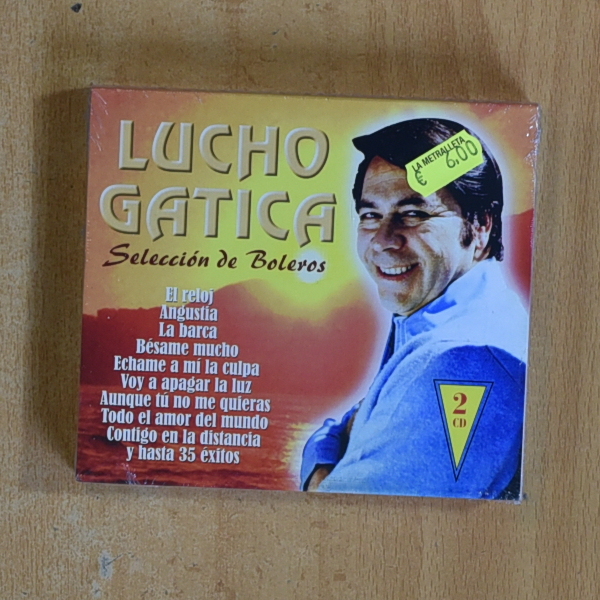 LUCHO
GATICA
Selección de Boleros
LA METRALLETA
€ 6,00
El reloj
Angustia
La barca
Bésame mucho
Echame a mí la culpa
Voy a apagar la luz
Aunque tú no me quieras
Todo el amor del mundo
Contigo en la distancia
y hasta 35 éxitos
2
CD